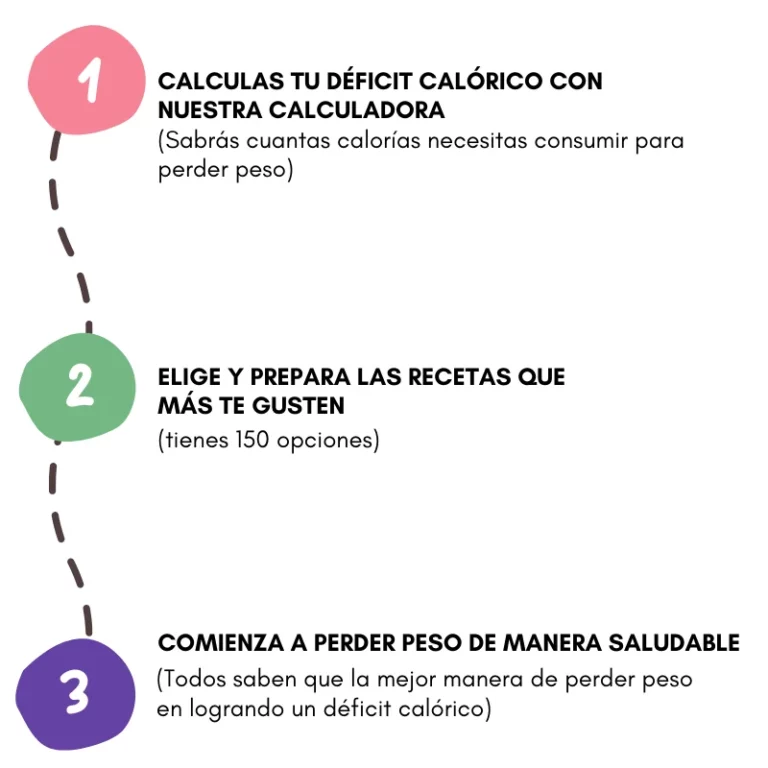 1
CALCULAS TU DÉFICIT CALÓRICO CON
NUESTRA CALCULADORA
(Sabrás cuantas calorías necesitas consumir para
perder peso)
2
ELIGE Y PREPARA LAS RECETAS QUE
MÁS TE GUSTEN
(tienes 150 opciones)
3
COMIENZA A PERDER PESO DE MANERA SALUDABLE
(Todos saben que la mejor manera de perder peso
en logrando un déficit calórico)